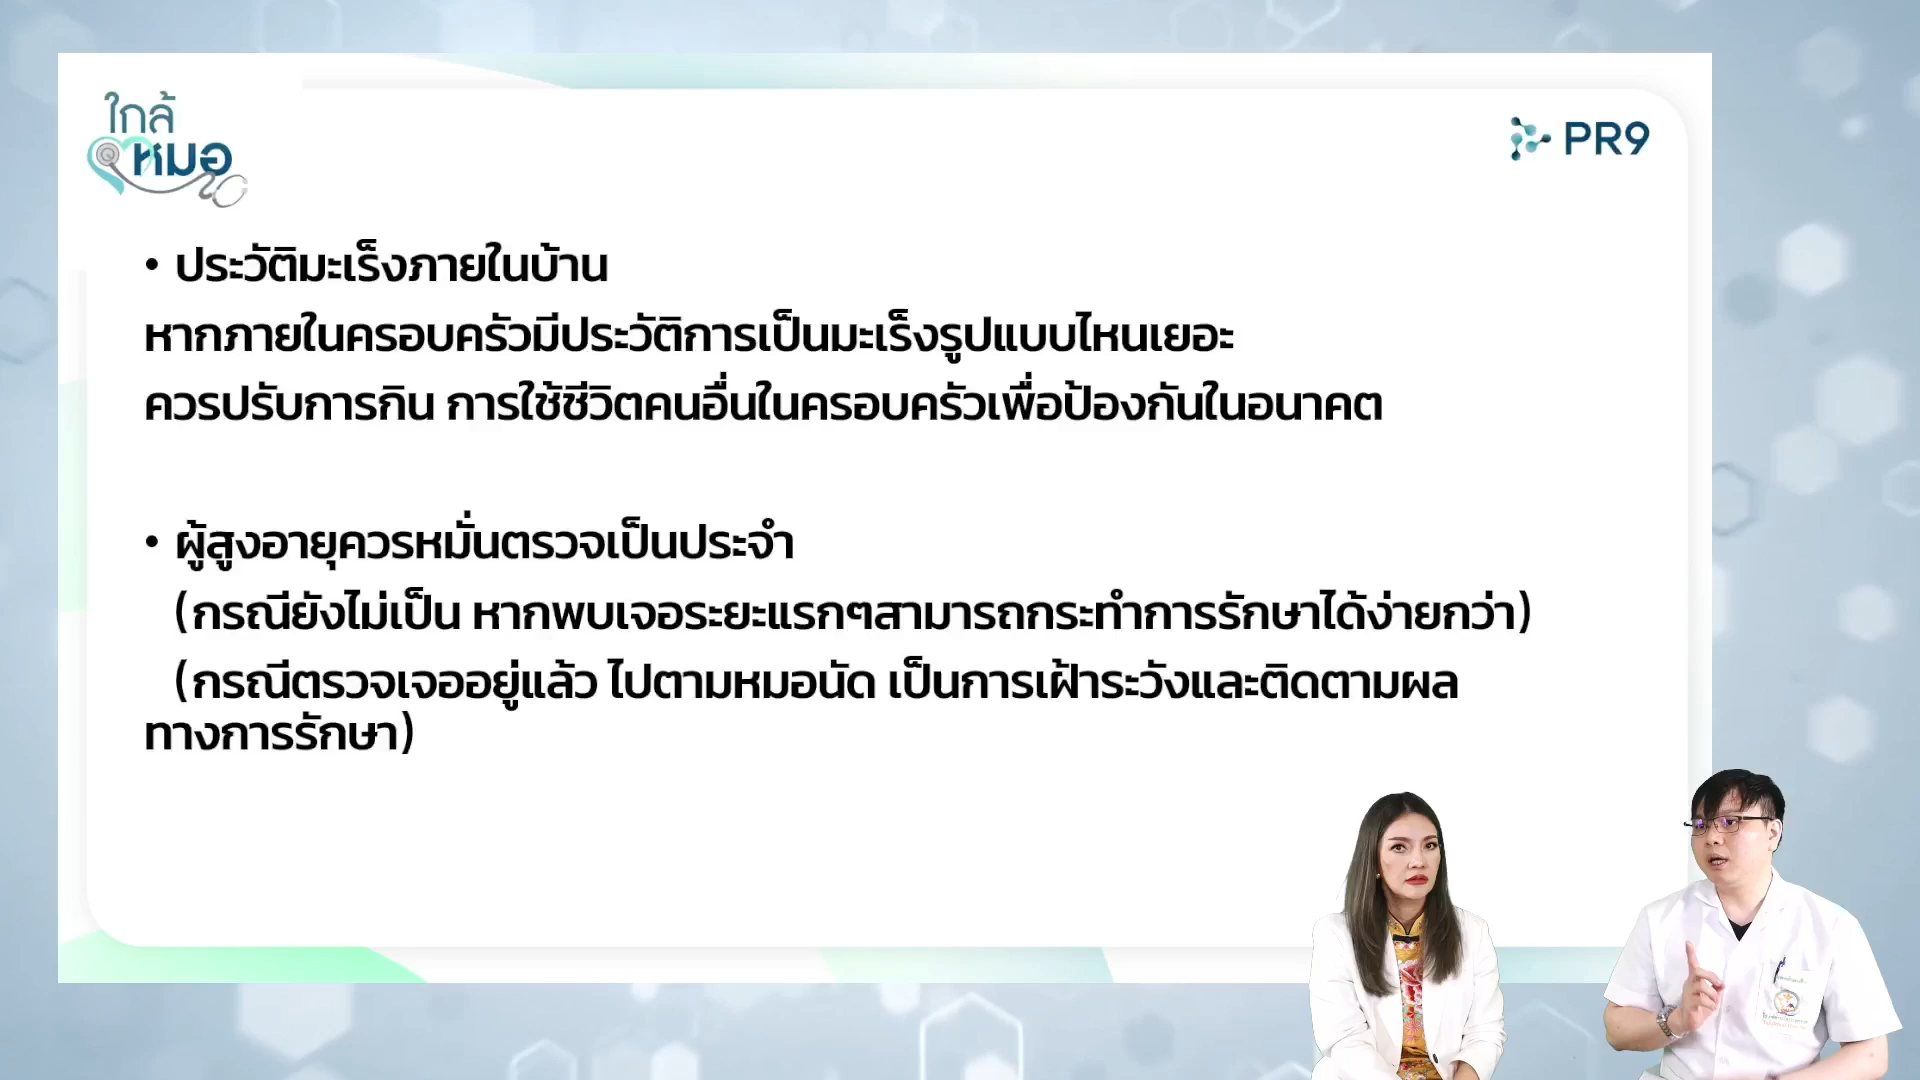 ใกล้
หมอ
PR9
• ประวัติมะเร็งภายในบ้าน
หากภายในครอบครัวมีประวัติการเป็นมะเร็งรูปแบบไหนเยอะ
ควรปรับการกิน การใช้ชีวิตคนอื่นในครอบครัวเพื่อป้องกันในอนาคต
• ผู้สูงอายุควรหมั่นตรวจเป็นประจำ
(กรณียังไม่เป็น หากพบเจอระยะแรกๆสามารถกระทำการรักษาได้ง่ายกว่า)
(กรณีตรวจเจออยู่แล้ว ไปตามหมอนัด เป็นการเฝ้าระวังและติดตามผล
ทางการรักษา)